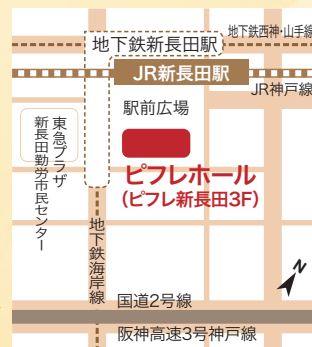 地下鉄西神・山手線
地下鉄新長田駅
JR新長田駅
JR神戸線
駅前広場
東急プラザ
新長田勤労市民センター
ピフレホール
(ピフレ新長田3F)
地下鉄海岸線
N
国道2号線
阪神高速3号神戸線